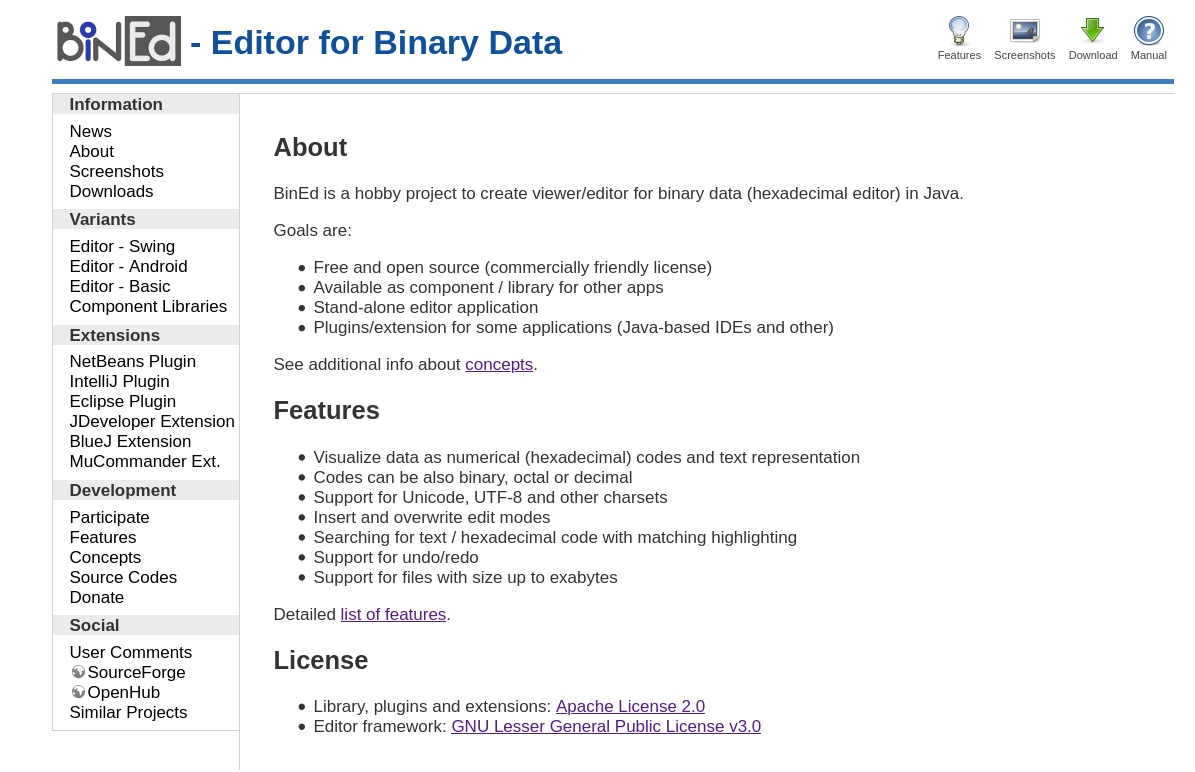 BinEd - Editor for Binary Data
Features Screenshots Download Manual
Information
News
About
Screenshots
Downloads
Variants
Editor - Swing
Editor - Android
Editor - Basic
Component Libraries
Extensions
NetBeans Plugin
IntelliJ Plugin
Eclipse Plugin
JDeveloper Extension
BlueJ Extension
MuCommander Ext.
Development
Participate
Features
Concepts
Source Codes
Donate
Social
User Comments
SourceForge
OpenHub
Similar Projects
About
BinEd is a hobby project to create viewer/editor for binary data (hexadecimal editor) in Java.
Goals are:
• Free and open source (commercially friendly license)
• Available as component / library for other apps
• Stand-alone editor application
• Plugins/extension for some applications (Java-based IDEs and other)
See additional info about concepts.
Features
• Visualize data as numerical (hexadecimal) codes and text representation
• Codes can be also binary, octal or decimal
• Support for Unicode, UTF-8 and other charsets
• Insert and overwrite edit modes
• Searching for text / hexadecimal code with matching highlighting
• Support for undo/redo
• Support for files with size up to exabytes
Detailed list of features.
License
• Library, plugins and extensions: Apache License 2.0
• Editor framework: GNU Lesser General Public License v3.0